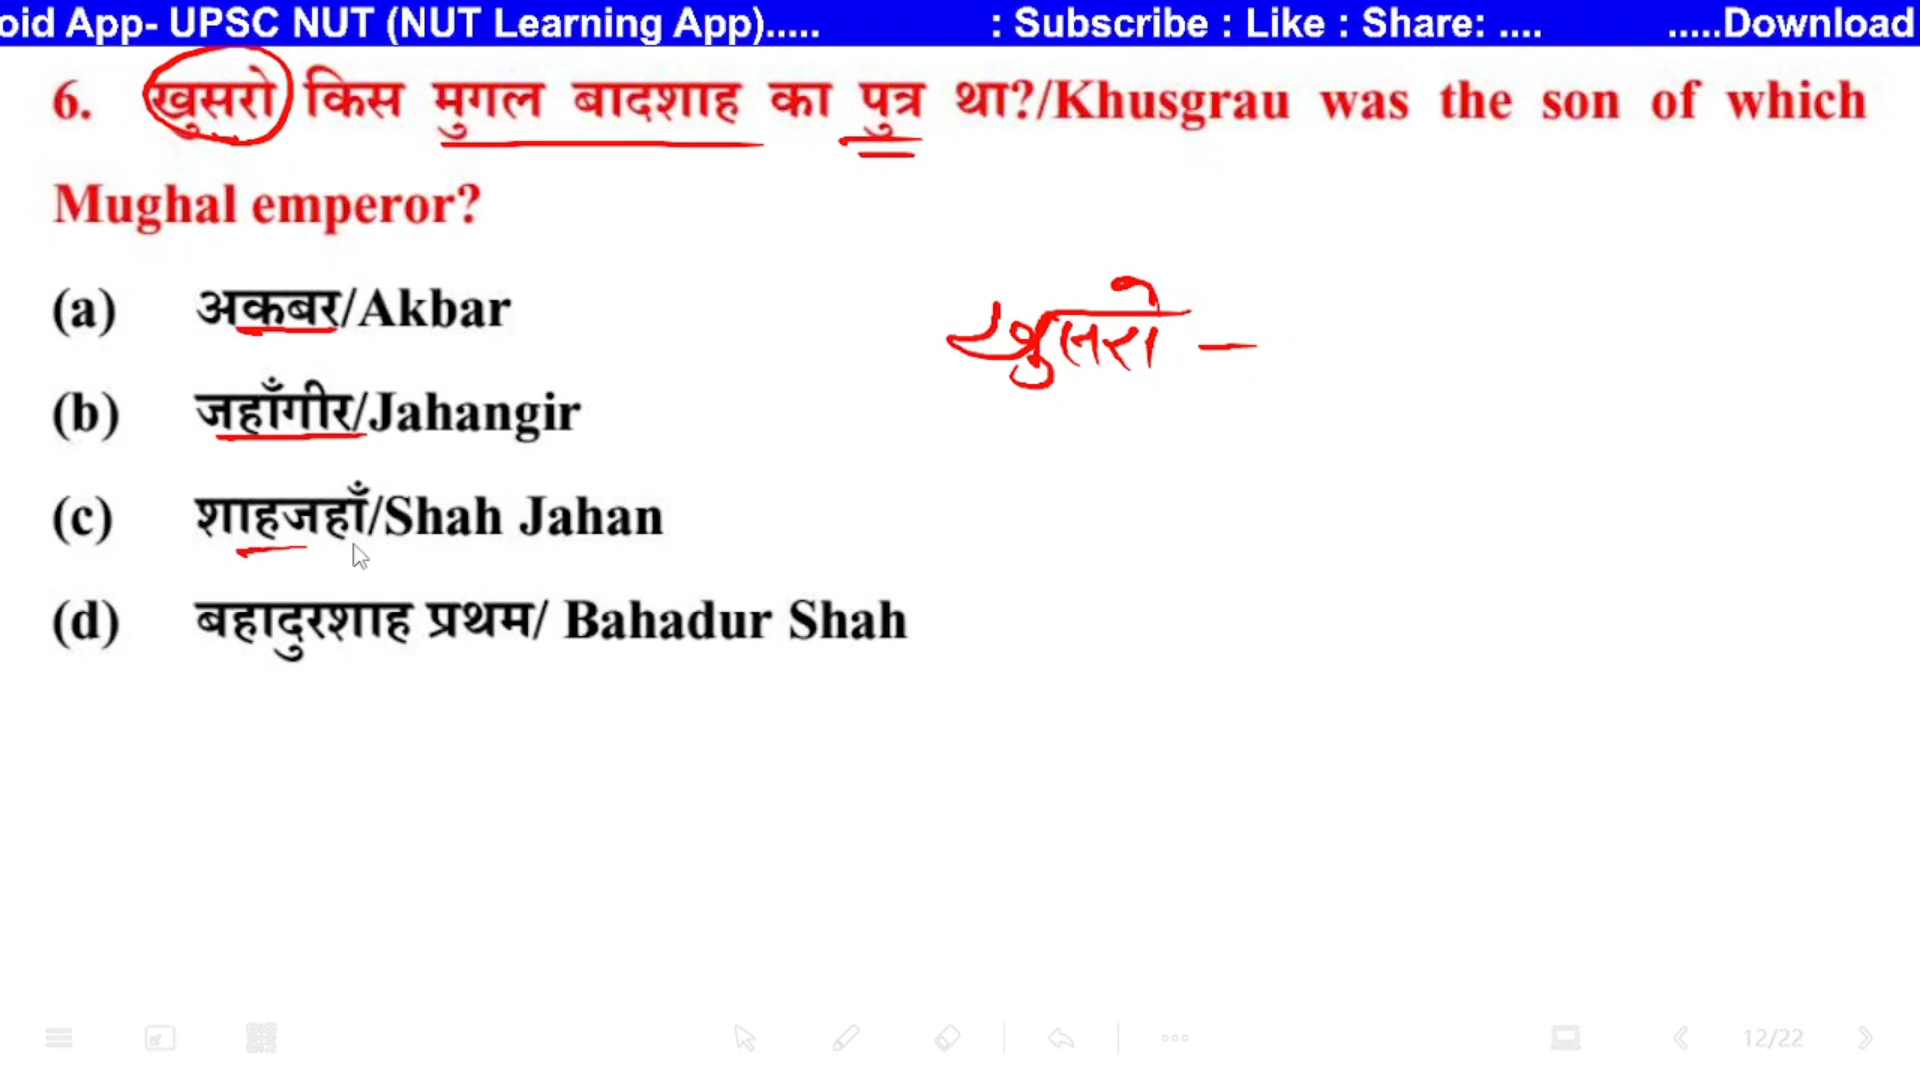 oid App- UPSC NUT (NUT Learning App)..... : Subscribe : Like : Share: .... .....Download
6. खुसरो किस मुगल बादशाह का पुत्र था?/Khusgrau was the son of which
Mughal emperor?
(a) अकबर/Akbar
खुसरो –
(b) जहाँगीर/Jahangir
(c) शाहजहाँ/Shah Jahan
(d) बहादुरशाह प्रथम/ Bahadur Shah
12/22